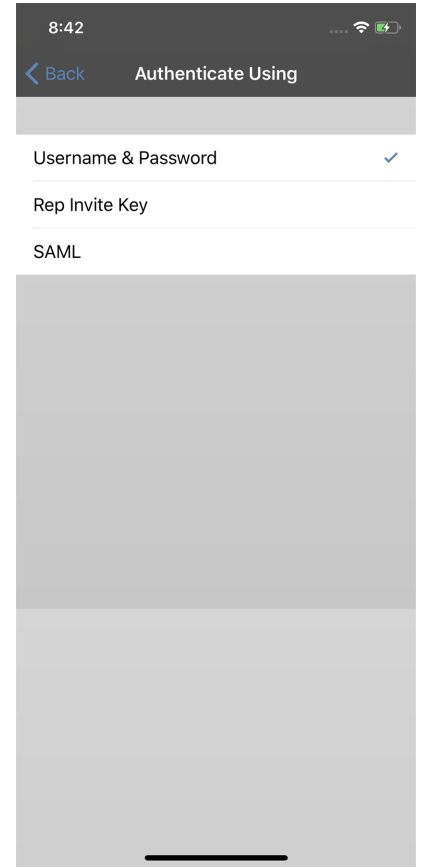 8:42
Back Authenticate Using
Username & Password
Rep Invite Key
SAML